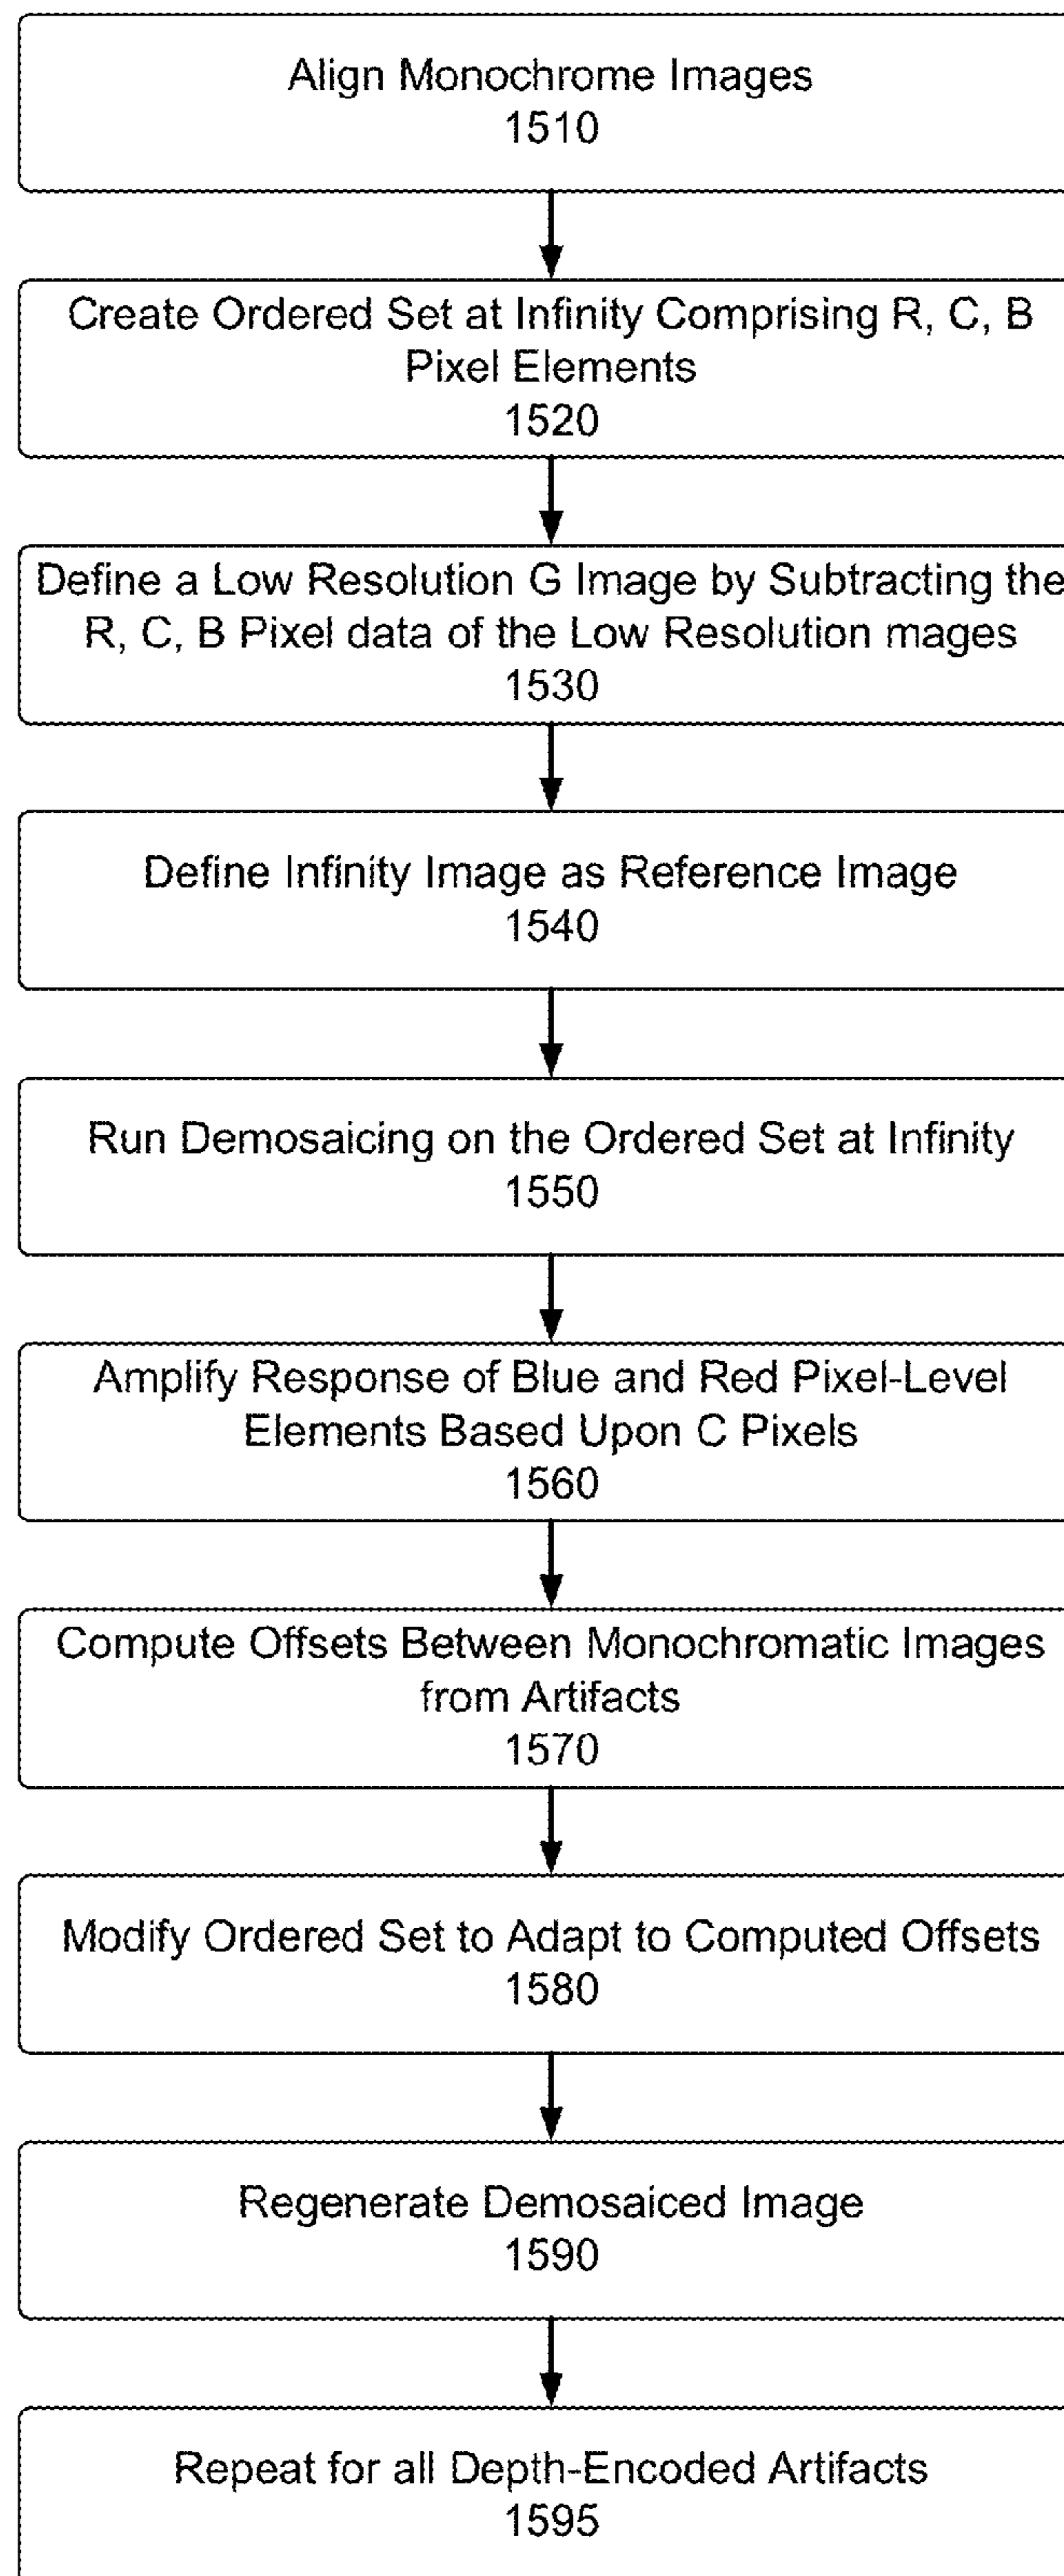 Align Monochrome Images
1510
Create Ordered Set at Infinity Comprising R, C, B
Pixel Elements
1520
Define a Low Resolution G Image by Subtracting the
R, C, B Pixel data of the Low Resolution mages
1530
Define Infinity Image as Reference Image
1540
Run Demosaicing on the Ordered Set at Infinity
1550
Amplify Response of Blue and Red Pixel-Level
Elements Based Upon C Pixels
1560
Compute Offsets Between Monochromatic Images
from Artifacts
1570
Modify Ordered Set to Adapt to Computed Offsets
1580
Regenerate Demosaiced Image
1590
Repeat for all Depth-Encoded Artifacts
1595